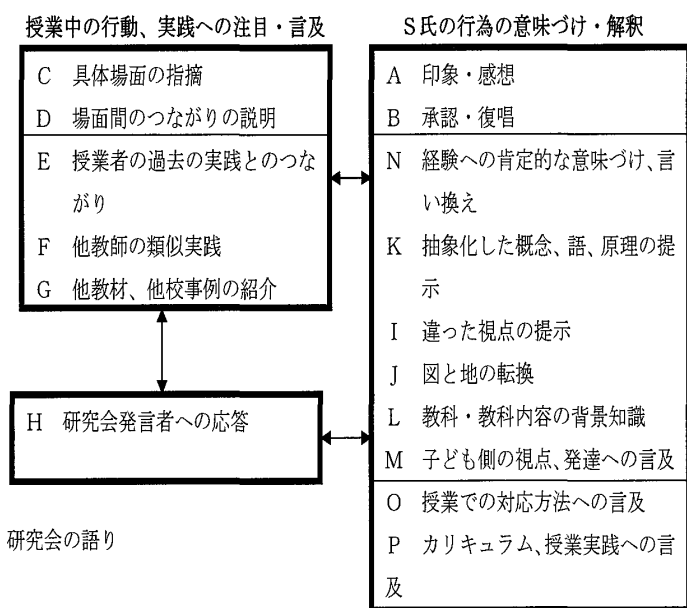 授業中の行動、実践への注目・言及
C 具体場面の指摘
D 場面間のつながりの説明
E 授業者の過去の実践とのつな
がり
F 他教師の類似実践
G 他教材、他校事例の紹介
H 研究会発言者への応答
研究会の語り
S氏の行為の意味づけ・解釈
A 印象・感想
B 承認・復唱
N 経験への肯定的な意味づけ、言
い換え
K 抽象化した概念、語、原理の提
示
I 違った視点の提示
J 図と地の転換
L 教科・教科内容の背景知識
M 子ども側の視点、発達への言及
O 授業での対応方法への言及
P カリキュラム、授業実践への言
及